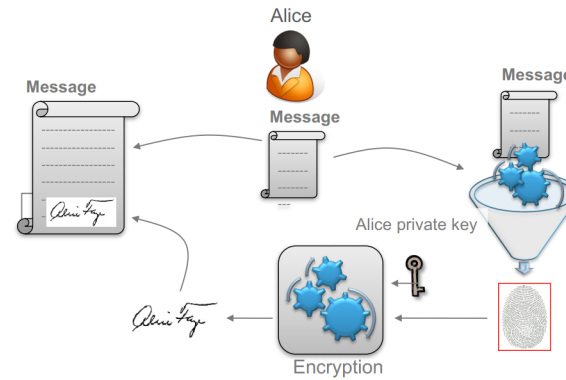 Alice
Message
Message
Message
Alice private key
Encryption